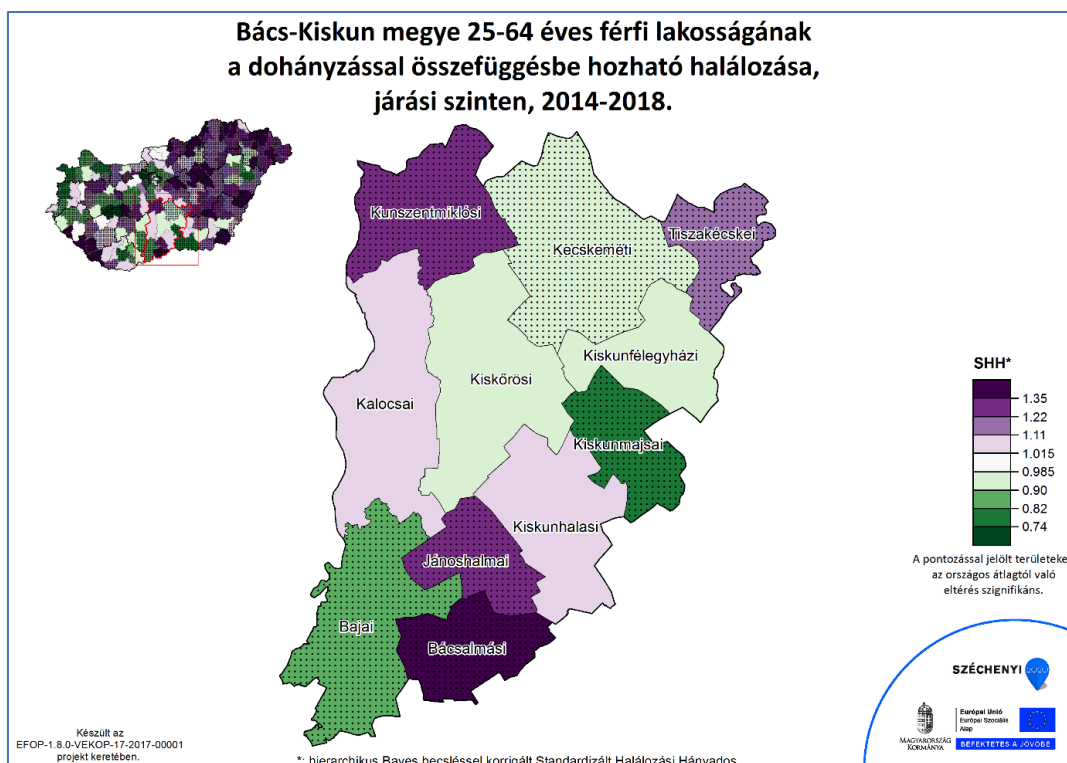 Bács-Kiskun megye 25-64 éves férfi lakosságának
a dohányzással összefüggésbe hozható halálozása,
járási szinten, 2014-2018.
Kunszentmiklósi
Tiszakécskei
Kecskeméti
Kiskunfélegyházi
Kiskőrösi
Kalocsai
Kiskunmajsai
Kiskunhalasi
Jánoshalmai
Bajai
Bácsalmási
SHH*
1.35
1.22
1.11
1.015
0.985
0.90
0.82
0.74
A pontozással jelölt területeke
az országos átlagtól való
eltérés szignifikáns.
SZÉCHENYI 2020
MAGYARORSZÁG
KORMÁNYA
Európai Unió
Európai Szociális
Alap
BEFEKTETÉS A JÖVŐBE
Készült az
EFOP-1.8.0-VEKOP-17-2017-00001
projekt keretében.
*: hierarchikus Bayes becsléssel korrigált Standardizált Halálozási Hányados